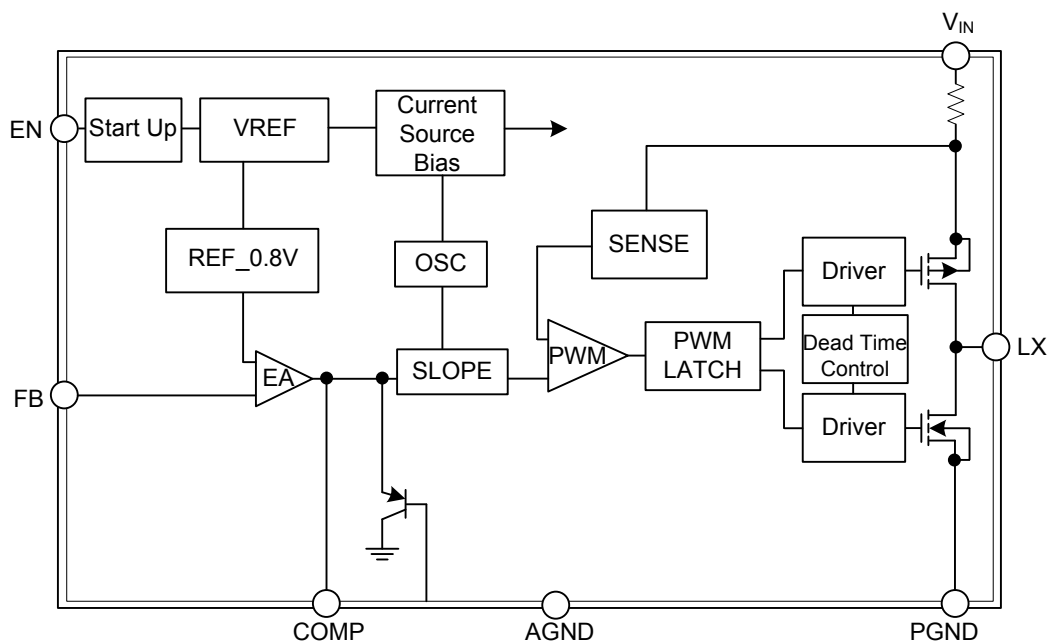 V_IN
EN
Start Up
VREF
Current
Source
Bias
SENSE
REF_0.8V
OSC
Driver
PWM
PWM
LATCH
Dead Time
Control
LX
EA
SLOPE
FB
Driver
COMP
AGND
PGND